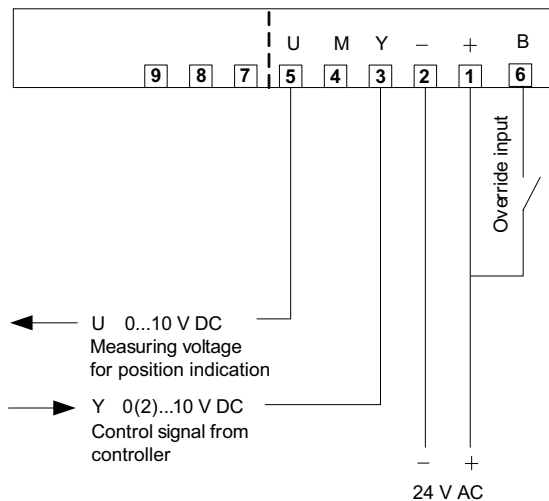 U M Y – + B
9 8 7 5 4 3 2 1 6
Override input
U 0...10 V DC
Measuring voltage
for position indication
Y 0(2)...10 V DC
Control signal from
controller
– +
24 V AC